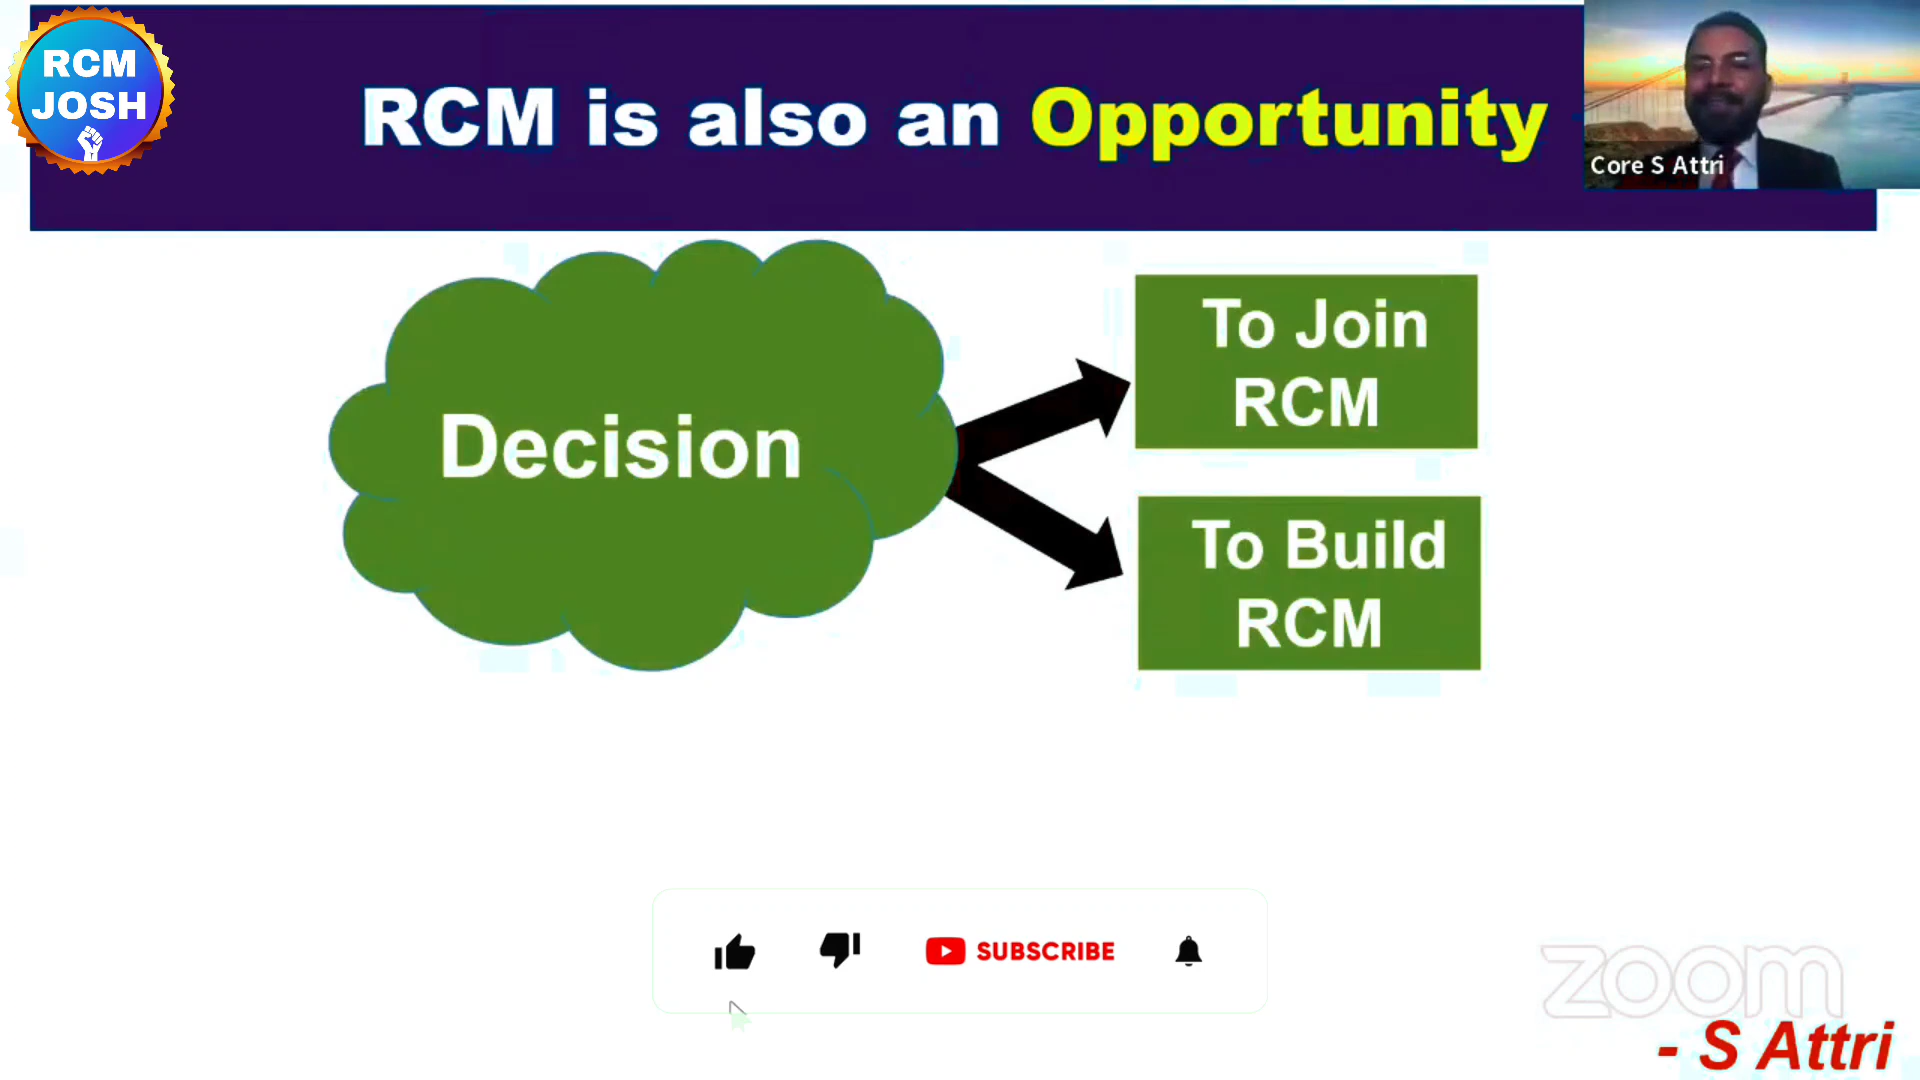 RCM
JOSH
RCM is also an Opportunity
Core S Attri
Decision
To Join
RCM
To Build
RCM
SUBSCRIBE
zoom
- S Attri